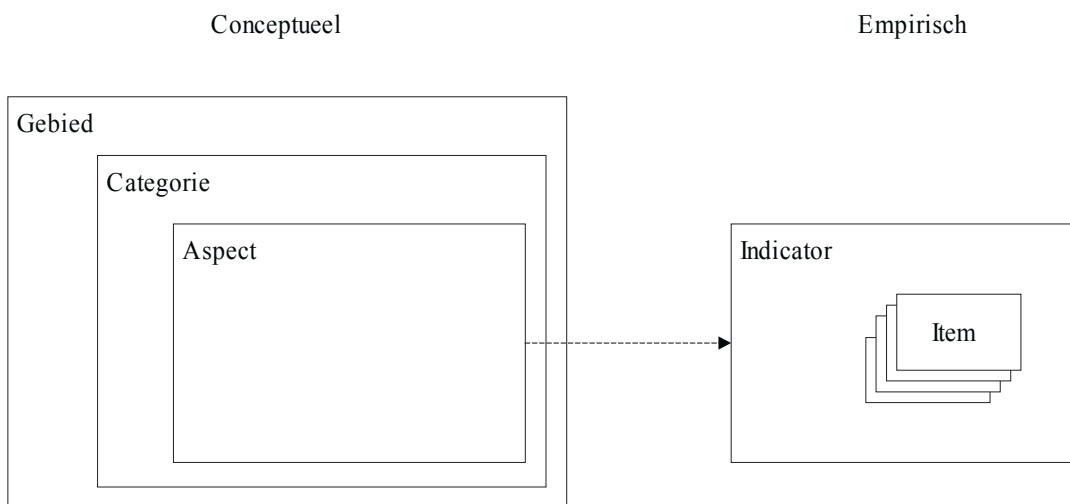 Conceptueel
Empirisch
Gebied
Categorie
Aspect
Indicator
Item